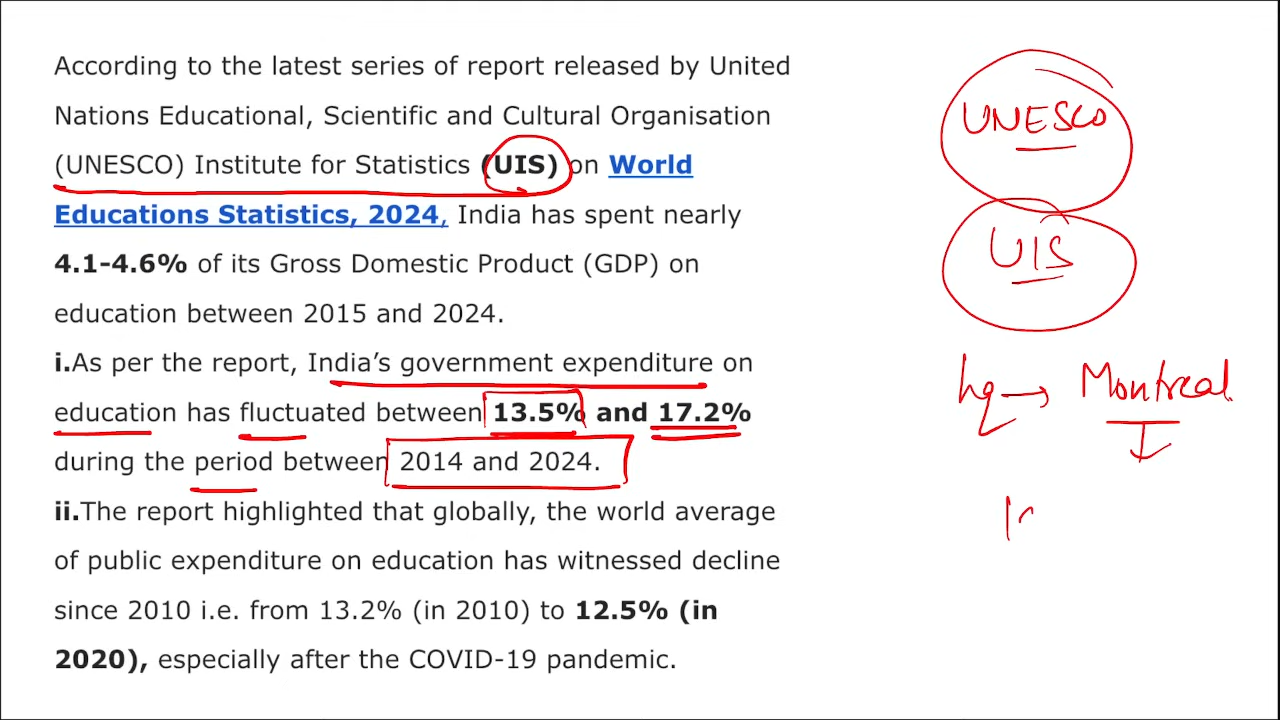 According to the latest series of report released by United
Nations Educational, Scientific and Cultural Organisation
(UNESCO) Institute for Statistics (UIS) on World
Educations Statistics, 2024, India has spent nearly
4.1-4.6% of its Gross Domestic Product (GDP) on
education between 2015 and 2024.
i.As per the report, India’s government expenditure on
education has fluctuated between 13.5% and 17.2%
during the period between 2014 and 2024.
ii.The report highlighted that globally, the world average
of public expenditure on education has witnessed decline
since 2010 i.e. from 13.2% (in 2010) to 12.5% (in
2020), especially after the COVID-19 pandemic.
UNESCO
UIS
hq → Montreal